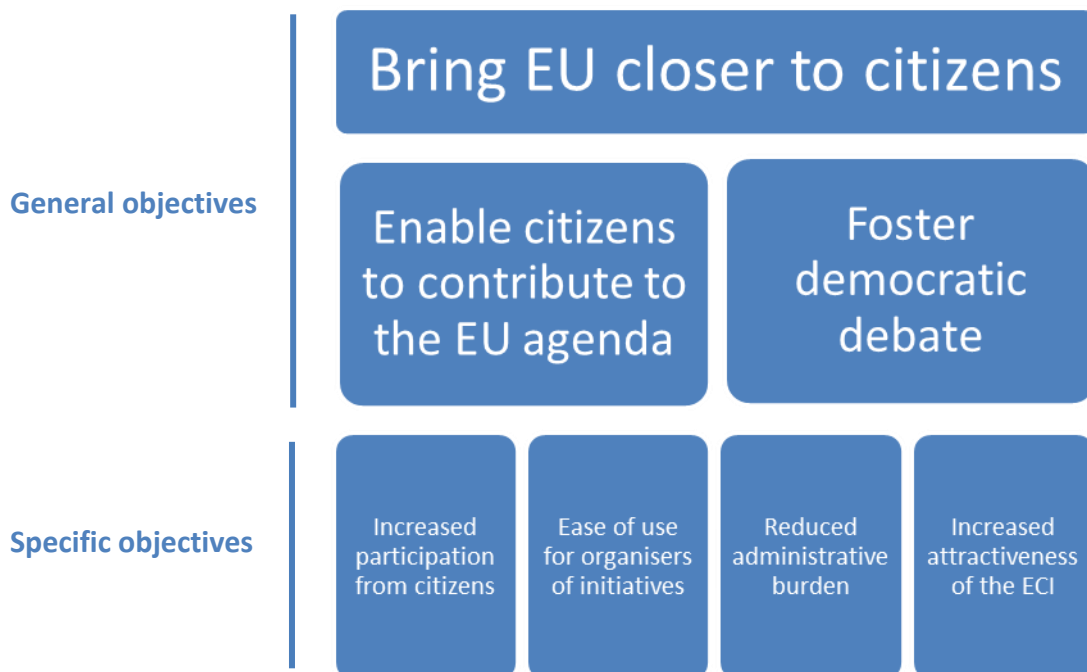 Bring EU closer to citizens
General objectives
Enable citizens
to contribute to
the EU agenda
Foster
democratic
debate
Specific objectives
Increased
participation
from citizens
Ease of use
for organisers
of initiatives
Reduced
administrative
burden
Increased
attractiveness
of the ECI